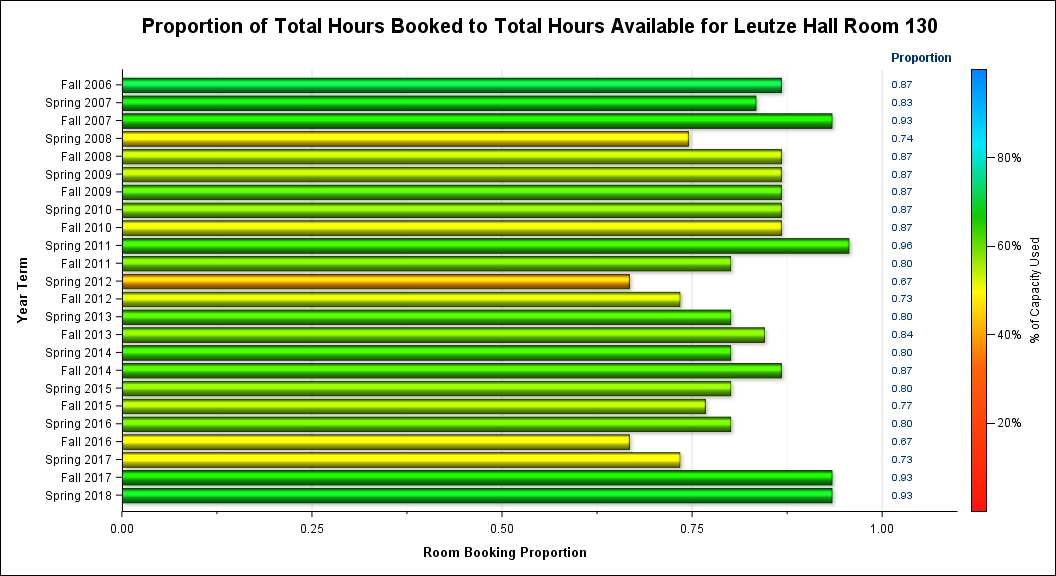 Proportion of Total Hours Booked to Total Hours Available for Leutze Hall Room 130
Proportion
Fall 2006 0.87
Spring 2007 0.83
Fall 2007 0.93
Spring 2008 0.74
Fall 2008 0.87
Spring 2009 0.87
Fall 2009 0.87
Spring 2010 0.87
Fall 2010 0.87
Spring 2011 0.96
Fall 2011 0.80
Spring 2012 0.67
Fall 2012 0.73
Spring 2013 0.80
Fall 2013 0.84
Spring 2014 0.80
Fall 2014 0.87
Spring 2015 0.80
Fall 2015 0.77
Spring 2016 0.80
Fall 2016 0.67
Spring 2017 0.73
Fall 2017 0.93
Spring 2018 0.93
Year Term
0.00 0.25 0.50 0.75 1.00
Room Booking Proportion
80%
60%
40%
20%
% of Capacity Used